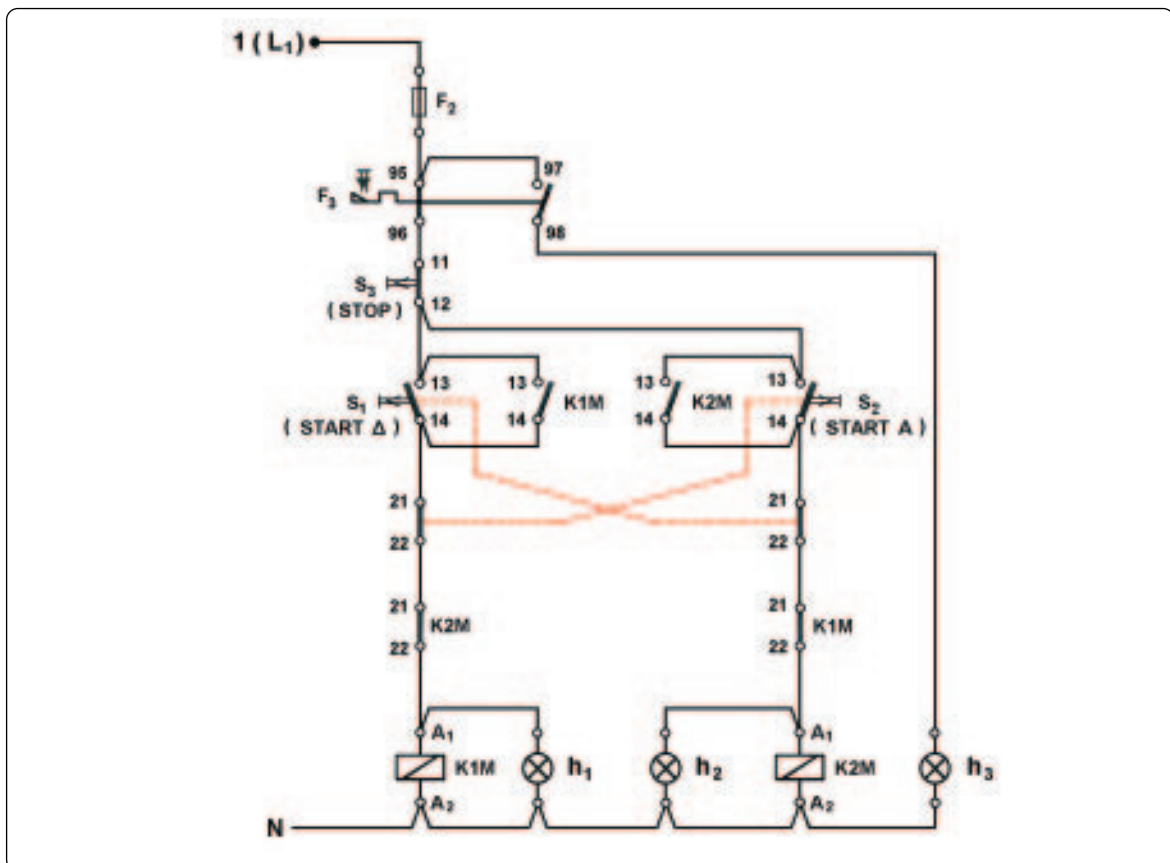 1 ( L₁ )
F₂
95 97
F₃
96 98
11
S₃
( STOP ) 12
13 13 13 13
S₁ K1M K2M S₂
14 14 14 14
( START Δ ) ( START A )
21 21
22 22
21 21
K2M K1M
22 22
A₁ A₁
K1M h₁ h₂ K2M h₃
A₂ A₂
N